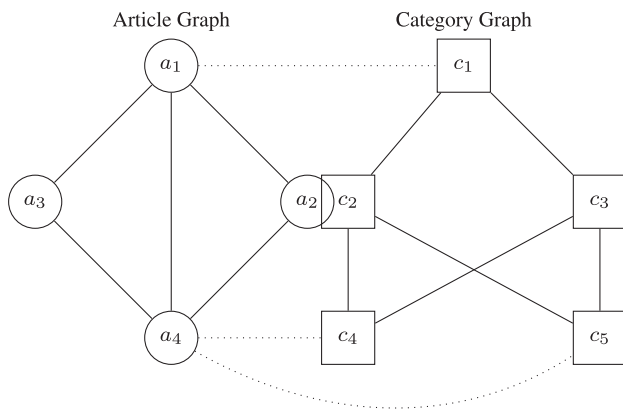 Article Graph Category Graph
a₁ c₁
a₃ a₂ c₂ c₃
a₄ c₄ c₅